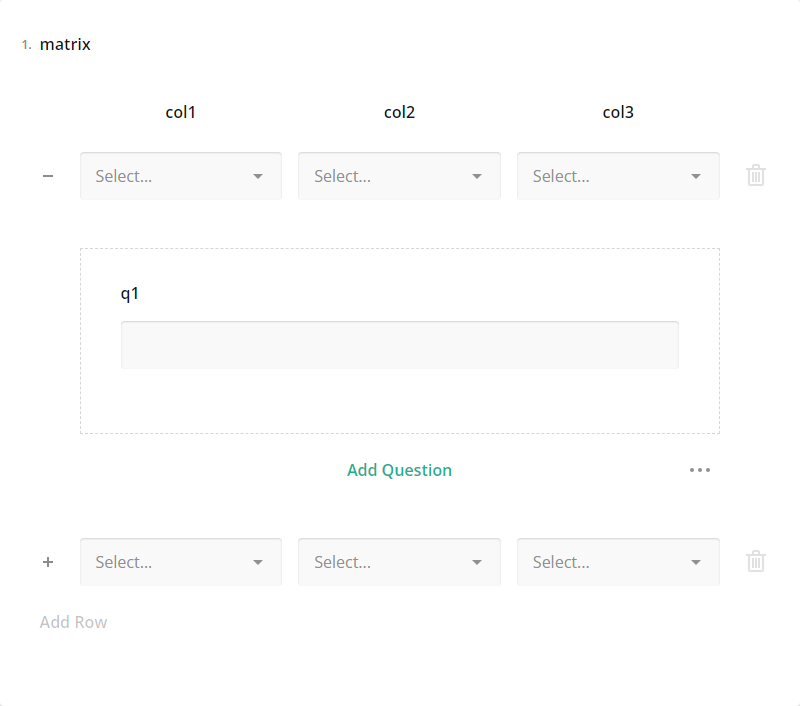 1. matrix
col1 col2 col3
Select... Select... Select...
q1
Add Question
Select... Select... Select...
Add Row